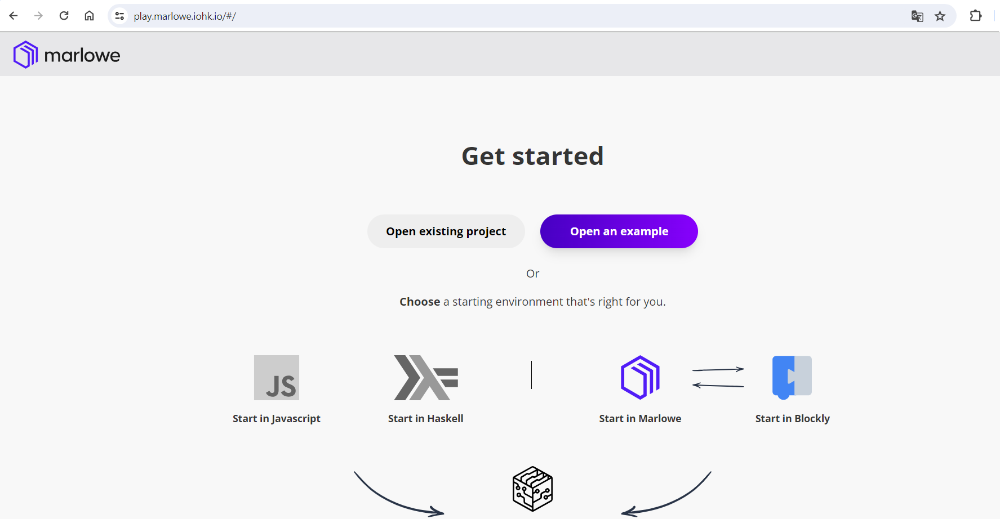 play.marlowe.iohk.io/#/
marlowe
Get started
Open existing project
Open an example
Or
Choose a starting environment that's right for you.
JS
Start in Javascript
Start in Haskell
Start in Marlowe
Start in Blockly